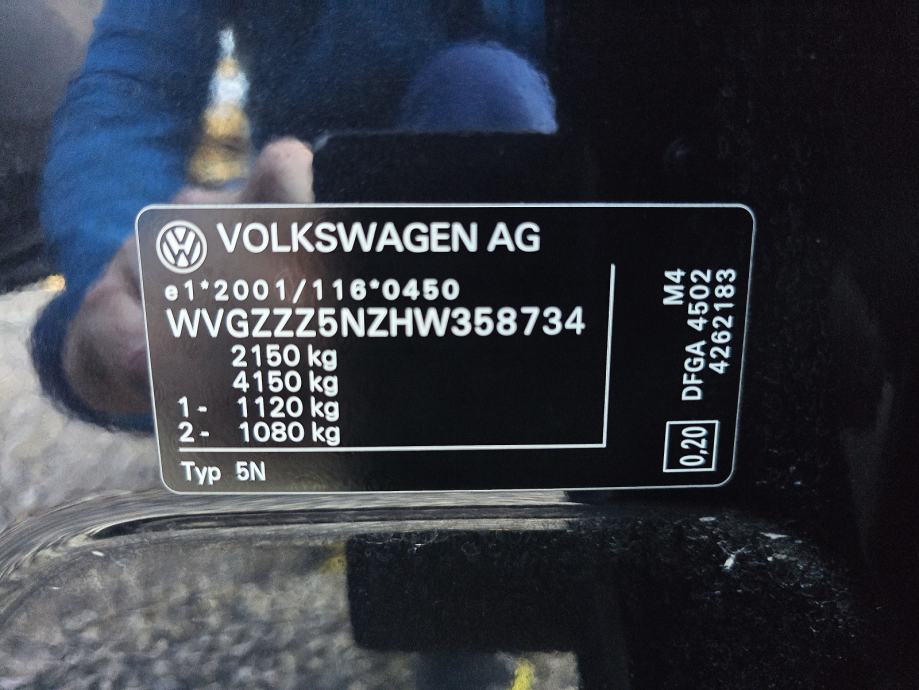 VOLKSWAGEN AG
e1*2001/116*0450
WVGZZZ5NZHW358734
2150 kg
4150 kg
1- 1120 kg
2- 1080 kg
Typ 5N
M4
DFGA 4502
4262183
0,20